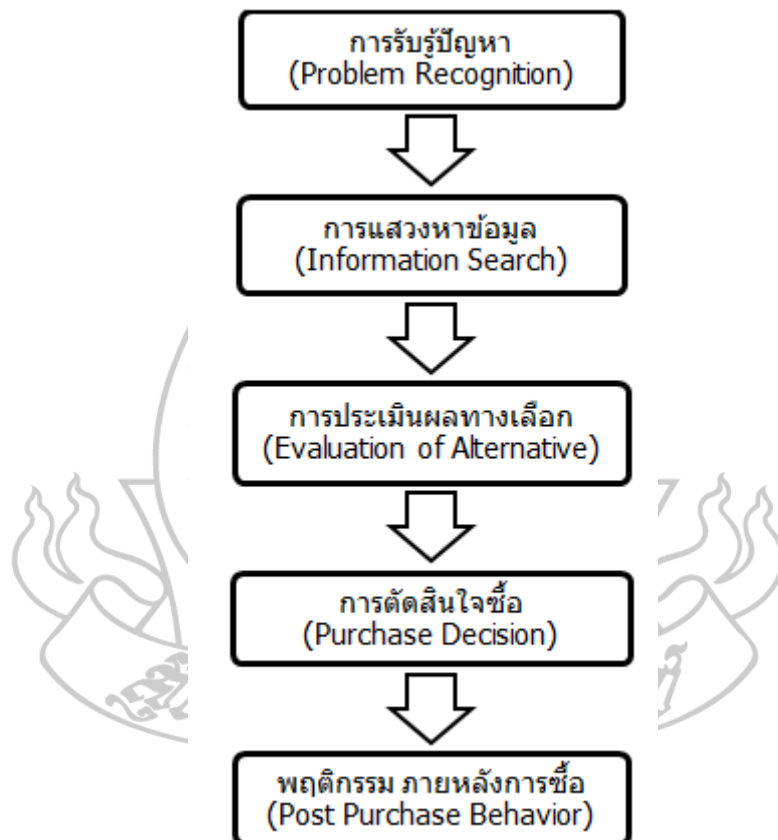 การรับรู้ปัญหา
(Problem Recognition)
การแสวงหาข้อมูล
(Information Search)
การประเมินผลทางเลือก
(Evaluation of Alternative)
การตัดสินใจซื้อ
(Purchase Decision)
พฤติกรรม ภายหลังการซื้อ
(Post Purchase Behavior)